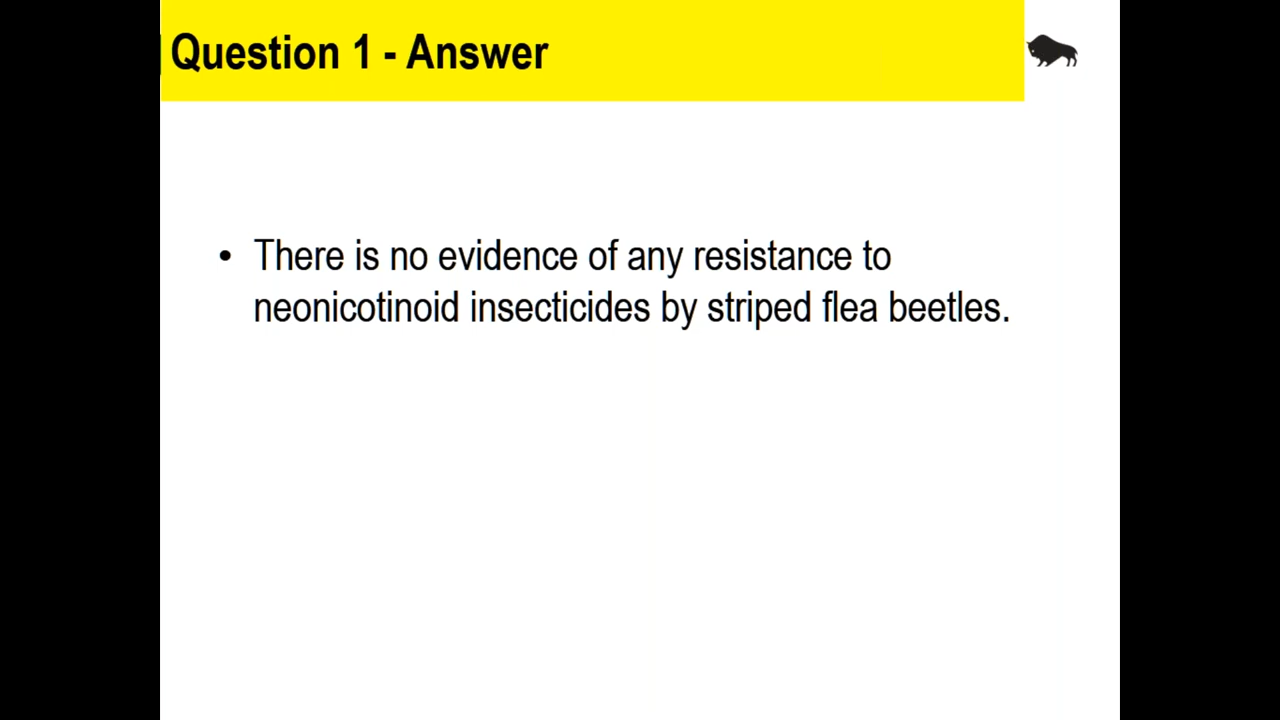 Question 1 - Answer
• There is no evidence of any resistance to
neonicotinoid insecticides by striped flea beetles.